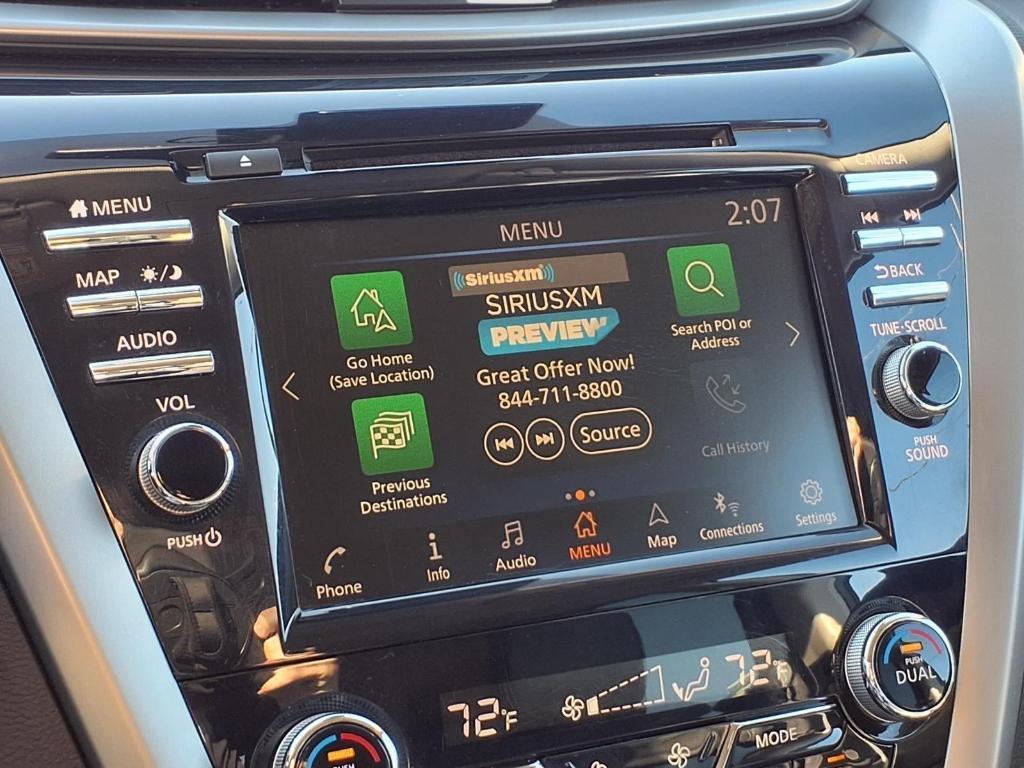 CAMERA
MENU
MAP
AUDIO
VOL
PUSH
MENU
2:07
Go Home
(Save Location)
Previous
Destinations
SiriusXM
SIRIUSXM
PREVIEW
Great Offer Now!
844-711-8800
Source
Search POI or
Address
Call History
Phone
Info
Audio
MENU
Map
Connections
Settings
BACK
TUNE·SCROLL
PUSH
SOUND
72°F
72°F
PUSH
DUAL
MODE
PUSH